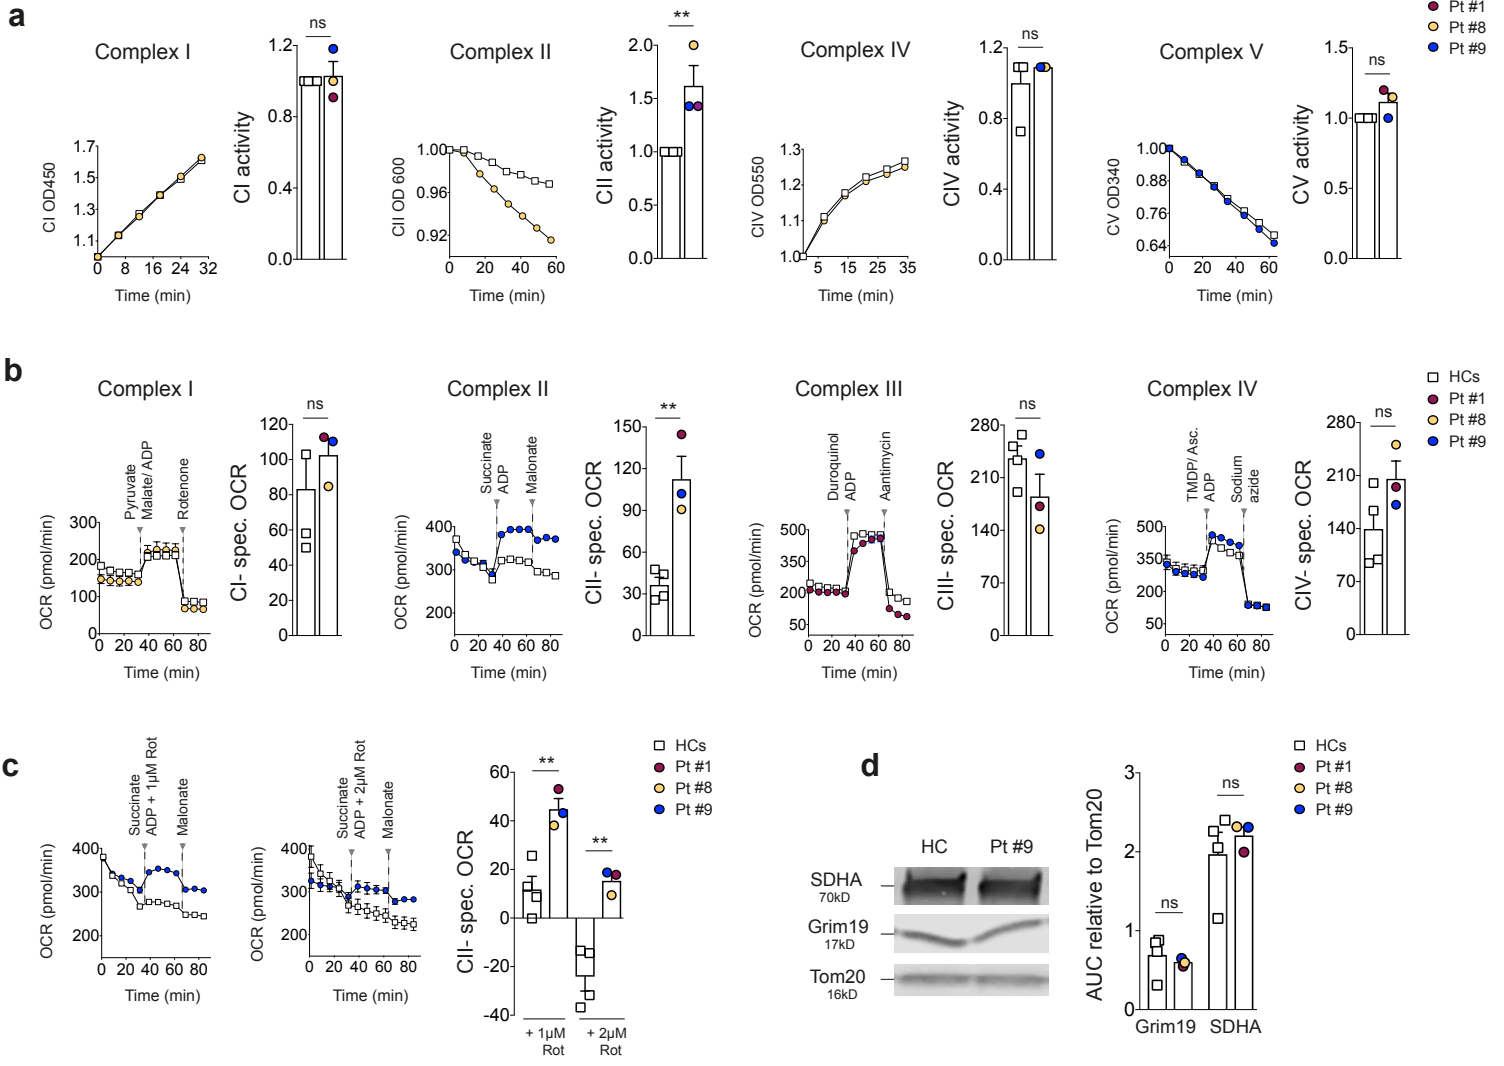 a
Pt #1
Pt #8
Pt #9
Complex I
CI OD450
1.7
1.5
1.3
1.1
0 8 16 24 32
Time (min)
ns
CI activity
1.2
0.8
0.4
0.0
Complex II
CII OD 600
1.00
0.96
0.92
0 20 40 60
Time (min)
**
CII activity
2.0
1.5
1.0
0.5
0.0
Complex IV
CIV OD550
1.3
1.2
1.1
1.0
5 15 25 35
Time (min)
ns
CIV activity
1.2
0.8
0.4
0.0
Complex V
CV OD340
1.00
0.88
0.76
0.64
0 20 40 60
Time (min)
ns
CV activity
1.5
1.0
0.5
0.0
b
HCs
Pt #1
Pt #8
Pt #9
Complex I
Pyruvate
Malate/ ADP
Rotenone
OCR (pmol/min)
300
200
100
0
0 20 40 60 80
Time (min)
ns
CI- spec. OCR
120
100
80
60
40
20
0
Complex II
Succinate
ADP
Malonate
OCR (pmol/min)
400
300
200
0 20 40 60 80
Time (min)
**
CII- spec. OCR
150
120
90
60
30
0
Complex III
Duroquinol
ADP
Aantimycin
OCR (pmol/min)
500
350
200
50
0 20 40 60 80
Time (min)
ns
CIII- spec. OCR
280
210
140
70
0
Complex IV
TMDP/ Asc.
ADP
Sodium
azide
OCR (pmol/min)
500
350
200
50
0 20 40 60 80
Time (min)
ns
CIV- spec. OCR
280
210
140
70
0
c
Succinate
ADP + 1µM Rot
Malonate
OCR (pmol/min)
400
300
200
0 20 40 60 80
Time (min)
Succinate
ADP + 2µM Rot
Malonate
OCR (pmol/min)
400
300
200
0 20 40 60 80
Time (min)
CII- spec. OCR
60
40
20
0
-20
-40
**
**
+ 1µM
Rot
+ 2µM
Rot
HCs
Pt #1
Pt #8
Pt #9
d
HC Pt #9
SDHA
70kD
Grim19
17kD
Tom20
16kD
AUC relative to Tom20
3
2
1
0
ns
ns
Grim19 SDHA
HCs
Pt #1
Pt #8
Pt #9